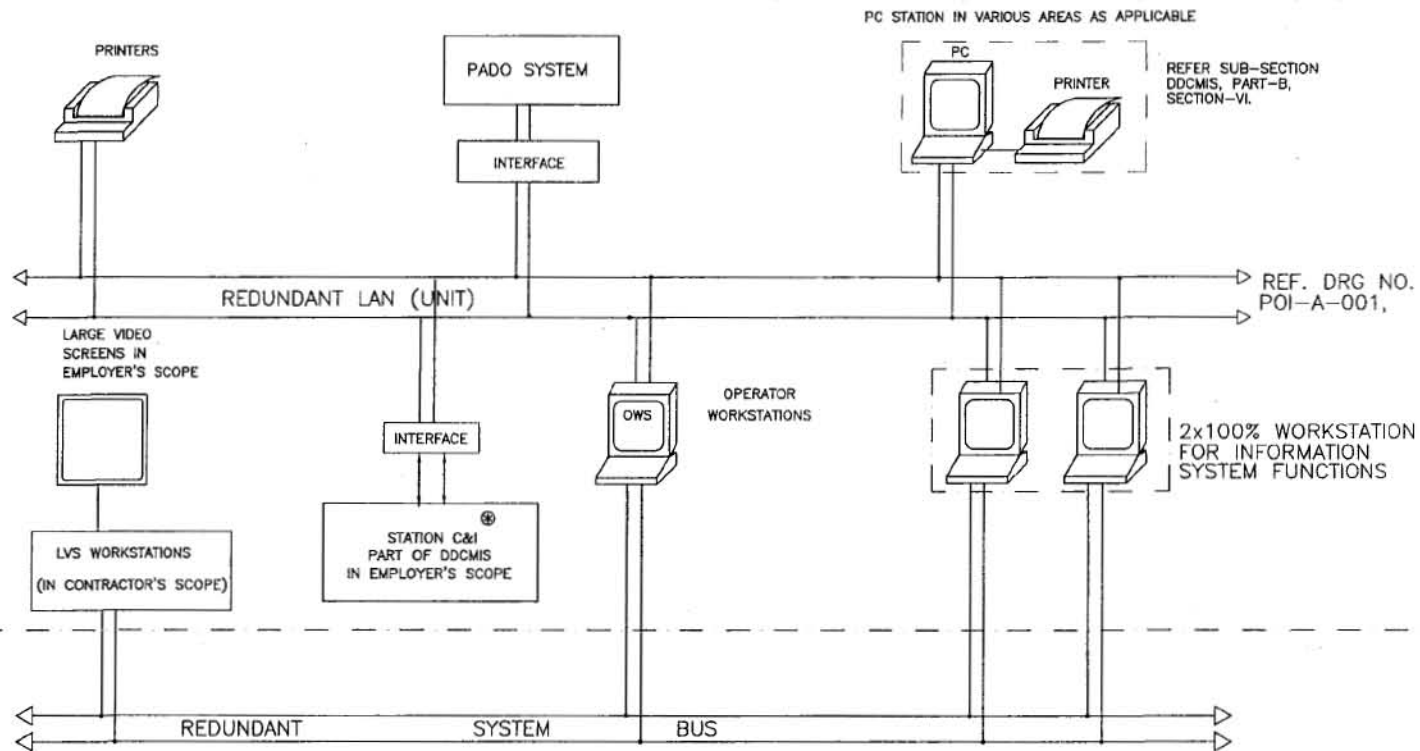 PC STATION IN VARIOUS AREAS AS APPLICABLE
PRINTERS
PADO SYSTEM
INTERFACE
PC
PRINTER
REFER SUB-SECTION
DDCMIS, PART-B,
SECTION-VI.
REDUNDANT LAN (UNIT)
REF. DRG NO.
POI-A-001,
LARGE VIDEO
SCREENS IN
EMPLOYER'S SCOPE
INTERFACE
OWS
OPERATOR
WORKSTATIONS
2x100% WORKSTATION
FOR INFORMATION
SYSTEM FUNCTIONS
LVS WORKSTATIONS
(IN CONTRACTOR'S SCOPE)
STATION C&I
PART OF DDCMIS
IN EMPLOYER'S SCOPE
REDUNDANT SYSTEM BUS